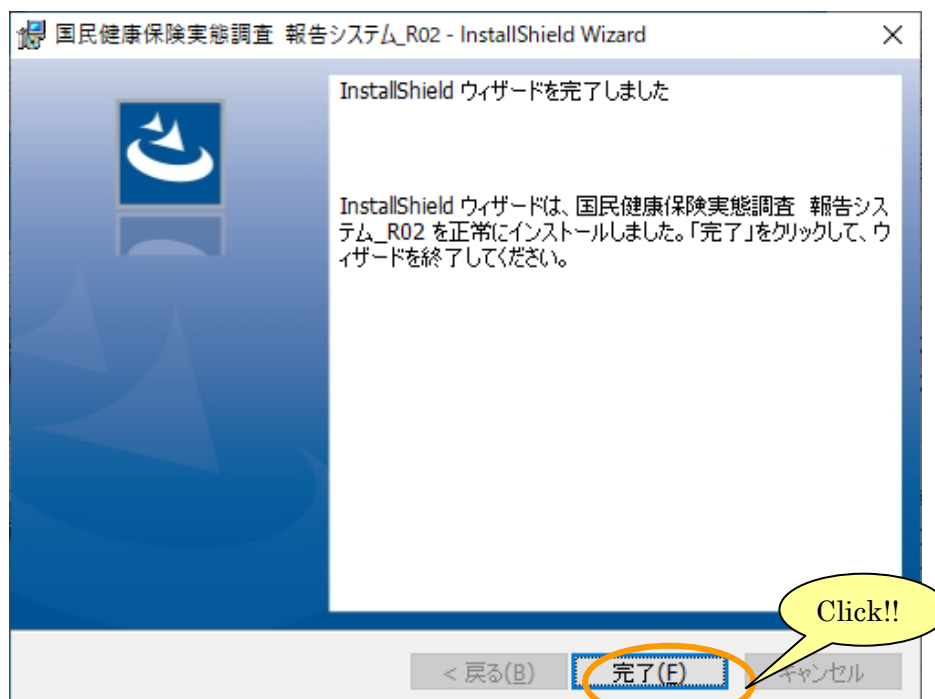 国民健康保険実態調査 報告システム_R02 - InstallShield Wizard
InstallShield ウィザードを完了しました
InstallShield ウィザードは、国民健康保険実態調査 報告シス
テム_R02 を正常にインストールしました。「完了」をクリックして、ウ
ィザードを終了してください。
Click!!
< 戻る(B)
完了(F)
キャンセル